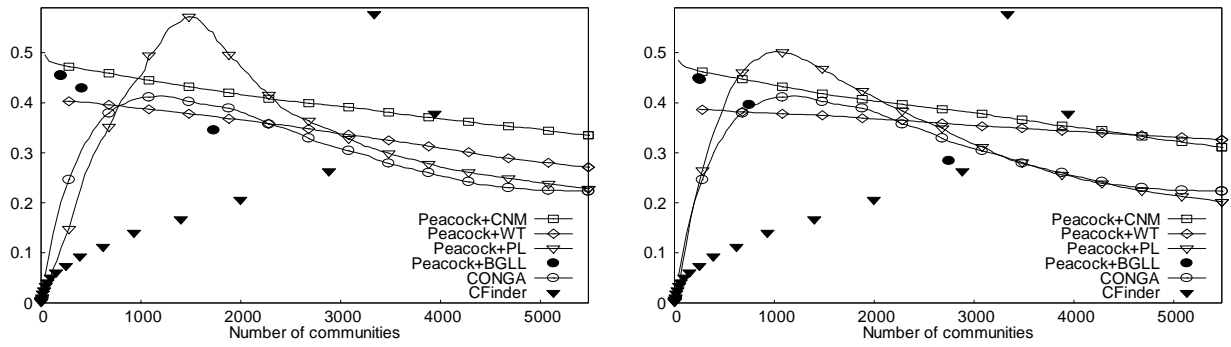 0.5
0.4
0.3
0.2
0.1
0
Peacock+CNM
Peacock+WT
Peacock+PL
Peacock+BGLL
CONGA
CFinder
0 1000 2000 3000 4000 5000
Number of communities
0.5
0.4
0.3
0.2
0.1
0
Peacock+CNM
Peacock+WT
Peacock+PL
Peacock+BGLL
CONGA
CFinder
0 1000 2000 3000 4000 5000
Number of communities